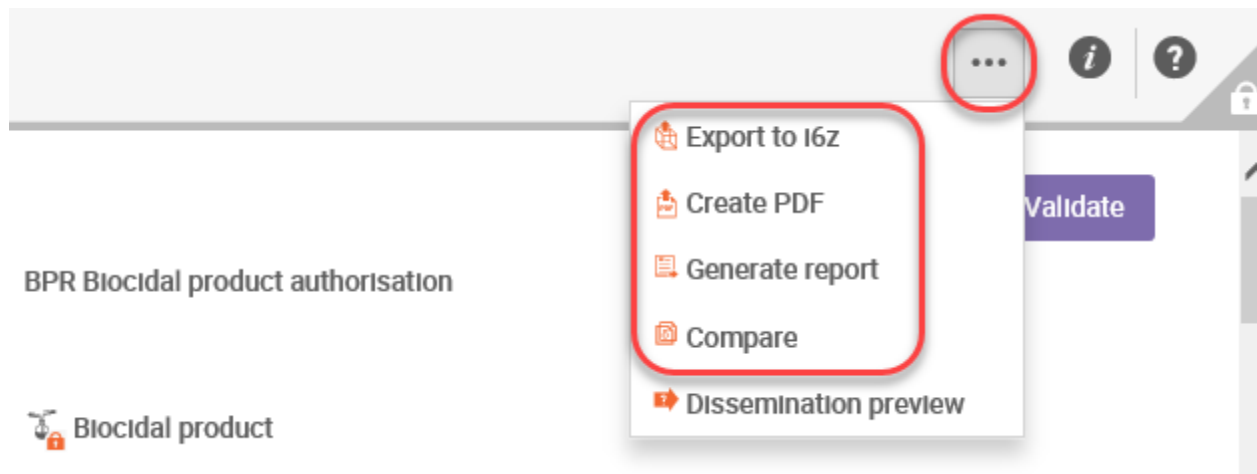 Export to I6z
Create PDF
Validate
BPR Biocidal product authorisation
Generate report
Compare
Dissemination preview
Biocidal product